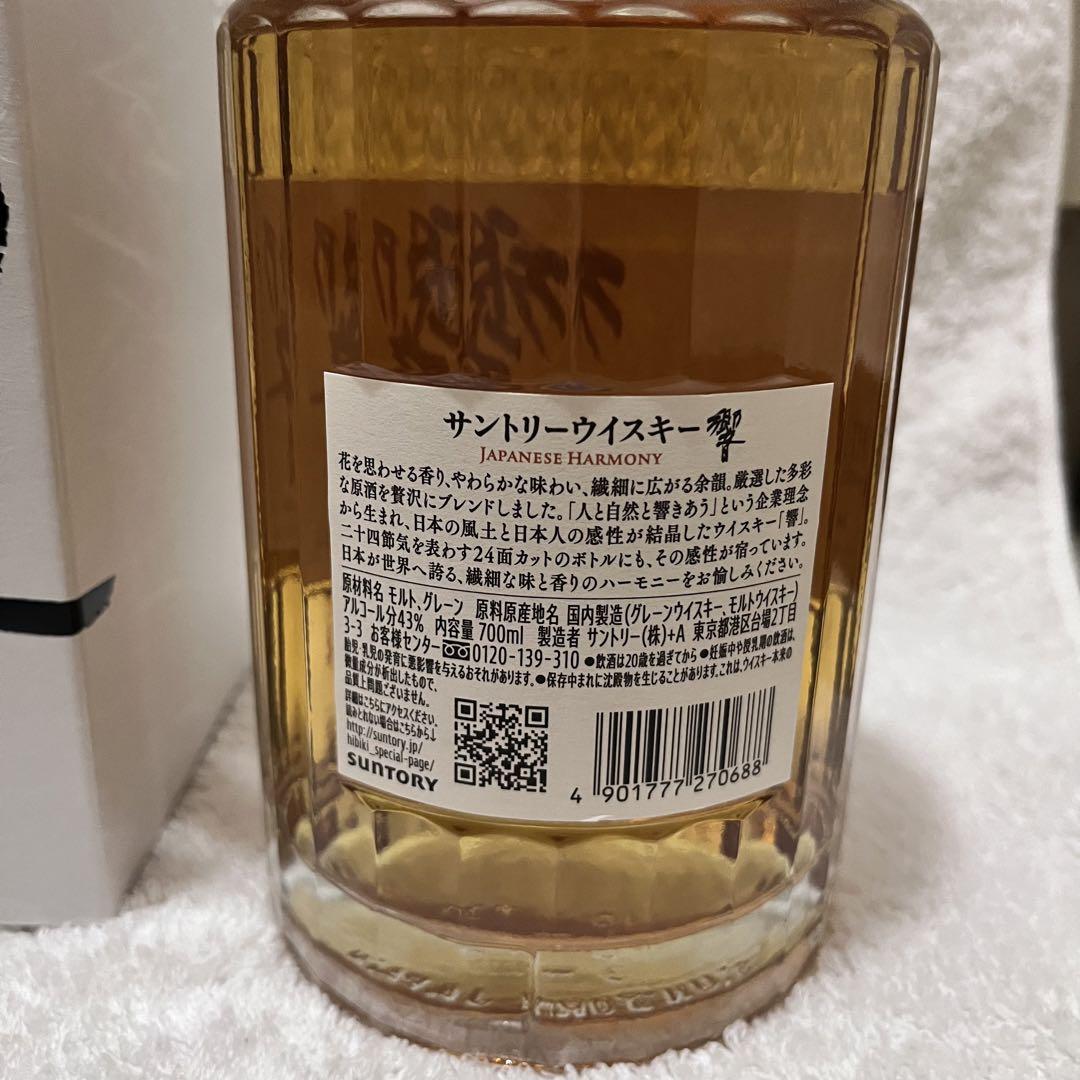 サントリーウイスキー 響
JAPANESE HARMONY
花を思わせる香り、やわらかな味わい、繊細に広がる余韻。厳選した多彩
な原酒を贅沢にブレンドしました。「人と自然と響きあう」という企業理念
から生まれ、日本の風土と日本人の感性が結晶したウイスキー「響」。
二十四節気を表わす24面カットのボトルにも、その感性が宿っています。
日本が世界へ誇る、繊細な味と香りのハーモニーをお愉しみください。
原材料名 モルト、グレーン 原料原産地名 国内製造(グレーンウイスキー、モルトウイスキー)
アルコール分43% 内容量700ml 製造者 サントリー(株)+A 東京都港区台場2丁目
3-3 お客様センター 0120-139-310 ●飲酒は20歳を過ぎてから ●妊娠中や授乳期の飲酒は、
胎児・乳児の発育に悪影響を与えるおそれがあります。●保存中まれに沈殿物を生じることがあります。これは、ウイスキー本来の
微量成分が析出したもので、
品質上問題ございません。
詳細はこちらにアクセスください。
読みとれない場合はこちらから↓
http://suntory.jp/
hibiki_special-page/
SUNTORY
4 901777 270688